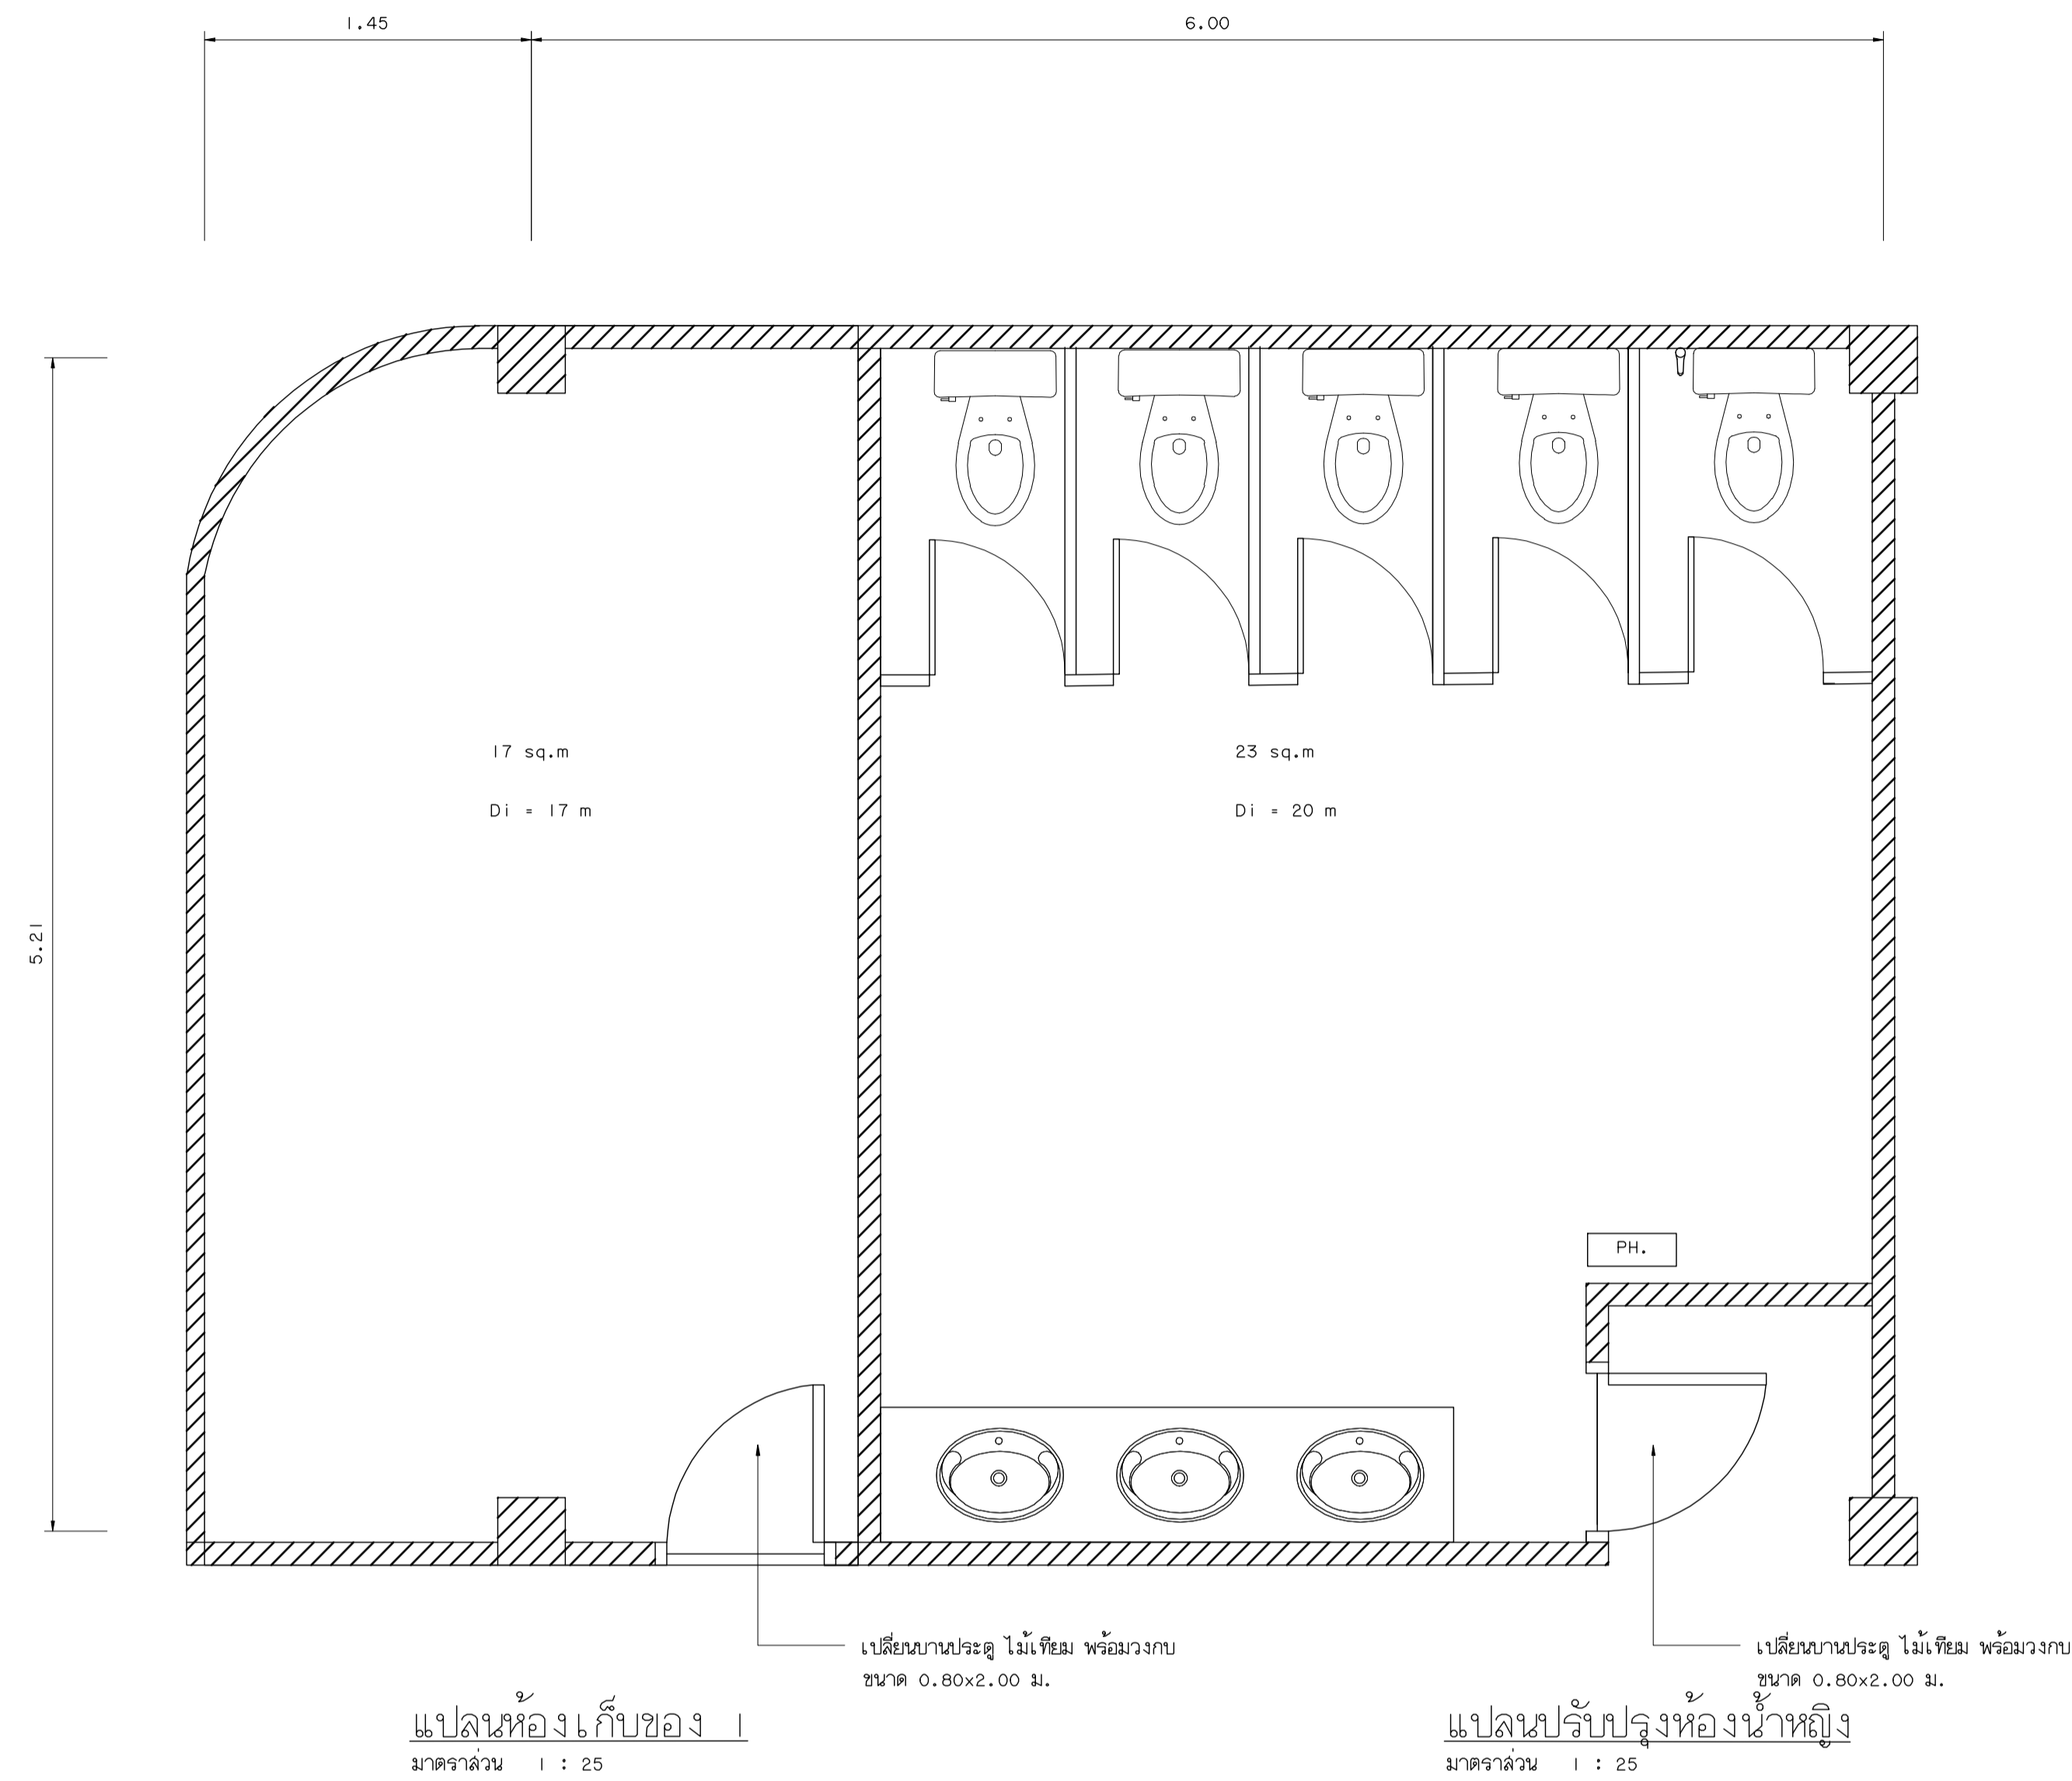 1.45
6.00
17 sq.m
23 sq.m
Di = 17 m
Di = 20 m
5.21
PH.
เปลี่ยนบานประตู ไม้เทียม พร้อมวงกบ
ขนาด 0.80x2.00 ม.
เปลี่ยนบานประตู ไม้เทียม พร้อมวงกบ
ขนาด 0.80x2.00 ม.
แปลนห้องเก็บของ 1
มาตราส่วน 1 : 25
แปลนปรับปรุงห้องน้ำหญิง
มาตราส่วน 1 : 25